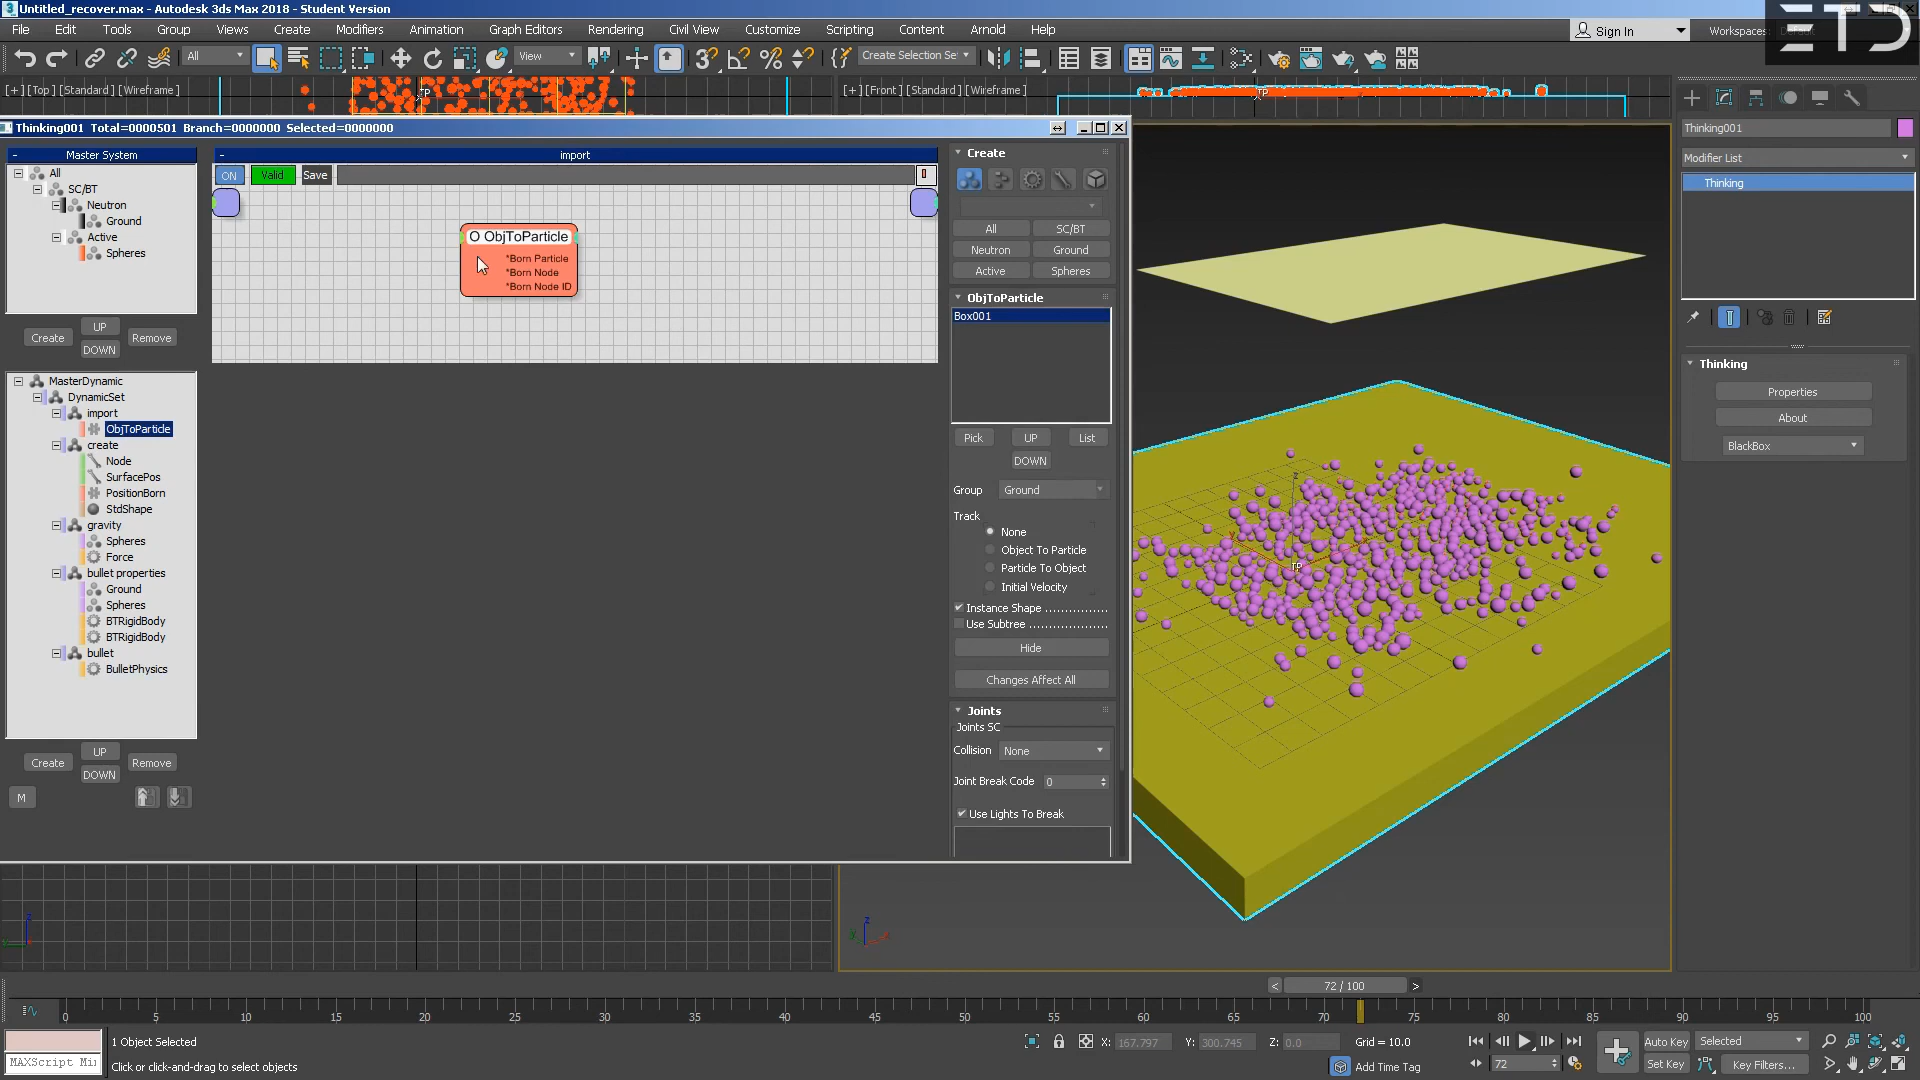 Untitled_recover.max - Autodesk 3ds Max 2018 - Student Version
File Edit Tools Group Views Create Modifiers Animation Graph Editors Rendering Civil View Customize Scripting Content Arnold Help
Sign In
Workspaces:
ETD
All
View
Create Selection Se
[+] [Top] [Standard] [Wireframe]
[+] [Front] [Standard] [Wireframe]
Thinking001 Total=0000501 Branch=0000000 Selected=0000000
Master System
All
SC/BT
Neutron
Ground
Active
Spheres
Create
UP
DOWN
Remove
MasterDynamic
DynamicSet
import
ObjToParticle
create
Node
SurfacePos
PositionBorn
StdShape
gravity
Spheres
Force
bullet properties
Ground
Spheres
BTRigidBody
BTRigidBody
bullet
BulletPhysics
Create
UP
DOWN
Remove
M
import
ON
Valid
Save
O ObjToParticle
*Born Particle
*Born Node
*Born Node ID
Create
All
SC/BT
Neutron
Ground
Active
Spheres
ObjToParticle
Box001
Pick
UP
List
DOWN
Group
Ground
Track
None
Object To Particle
Particle To Object
Initial Velocity
Instance Shape
Use Subtree
Hide
Changes Affect All
Joints
Joints SC
Collision
None
Joint Break Code
0
Use Lights To Break
TP
TP
z
TP
Thinking001
Modifier List
Thinking
Thinking
Properties
About
BlackBox
z
z
72 / 100
0 5 10 15 20 25 30 35 40 45 50 55 60 65 70 75 80 85 90 95 100
MAXScript Mi
1 Object Selected
Click or click-and-drag to select objects
X: 167.797
Y: 300.745
Z: 0.0
Grid = 10.0
Add Time Tag
72
Auto Key
Selected
Set Key
Key Filters...